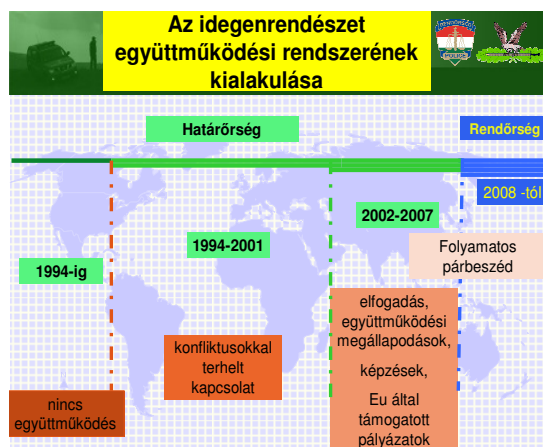 Az idegenrendészet
együttműködési rendszerének
kialakulása
POLICE
Határőrség
Rendőrség
2008 -tól
2002-2007
1994-2001
1994-ig
Folyamatos
párbeszéd
elfogadás,
együttműködési
megállapodások,
képzések,
Eu által
támogatott
pályázatok
konfliktusokkal
terhelt
kapcsolat
nincs
együttműködés